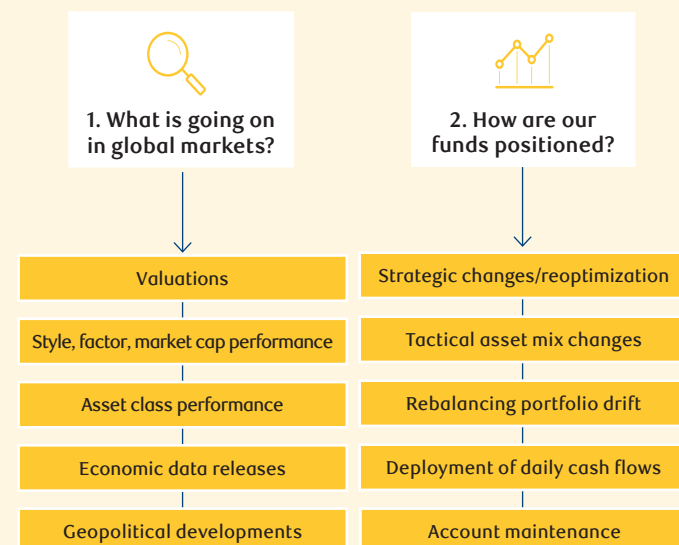 1. What is going on
in global markets?
Valuations
Style, factor, market cap performance
Asset class performance
Economic data releases
Geopolitical developments
2. How are our
funds positioned?
Strategic changes/reoptimization
Tactical asset mix changes
Rebalancing portfolio drift
Deployment of daily cash flows
Account maintenance